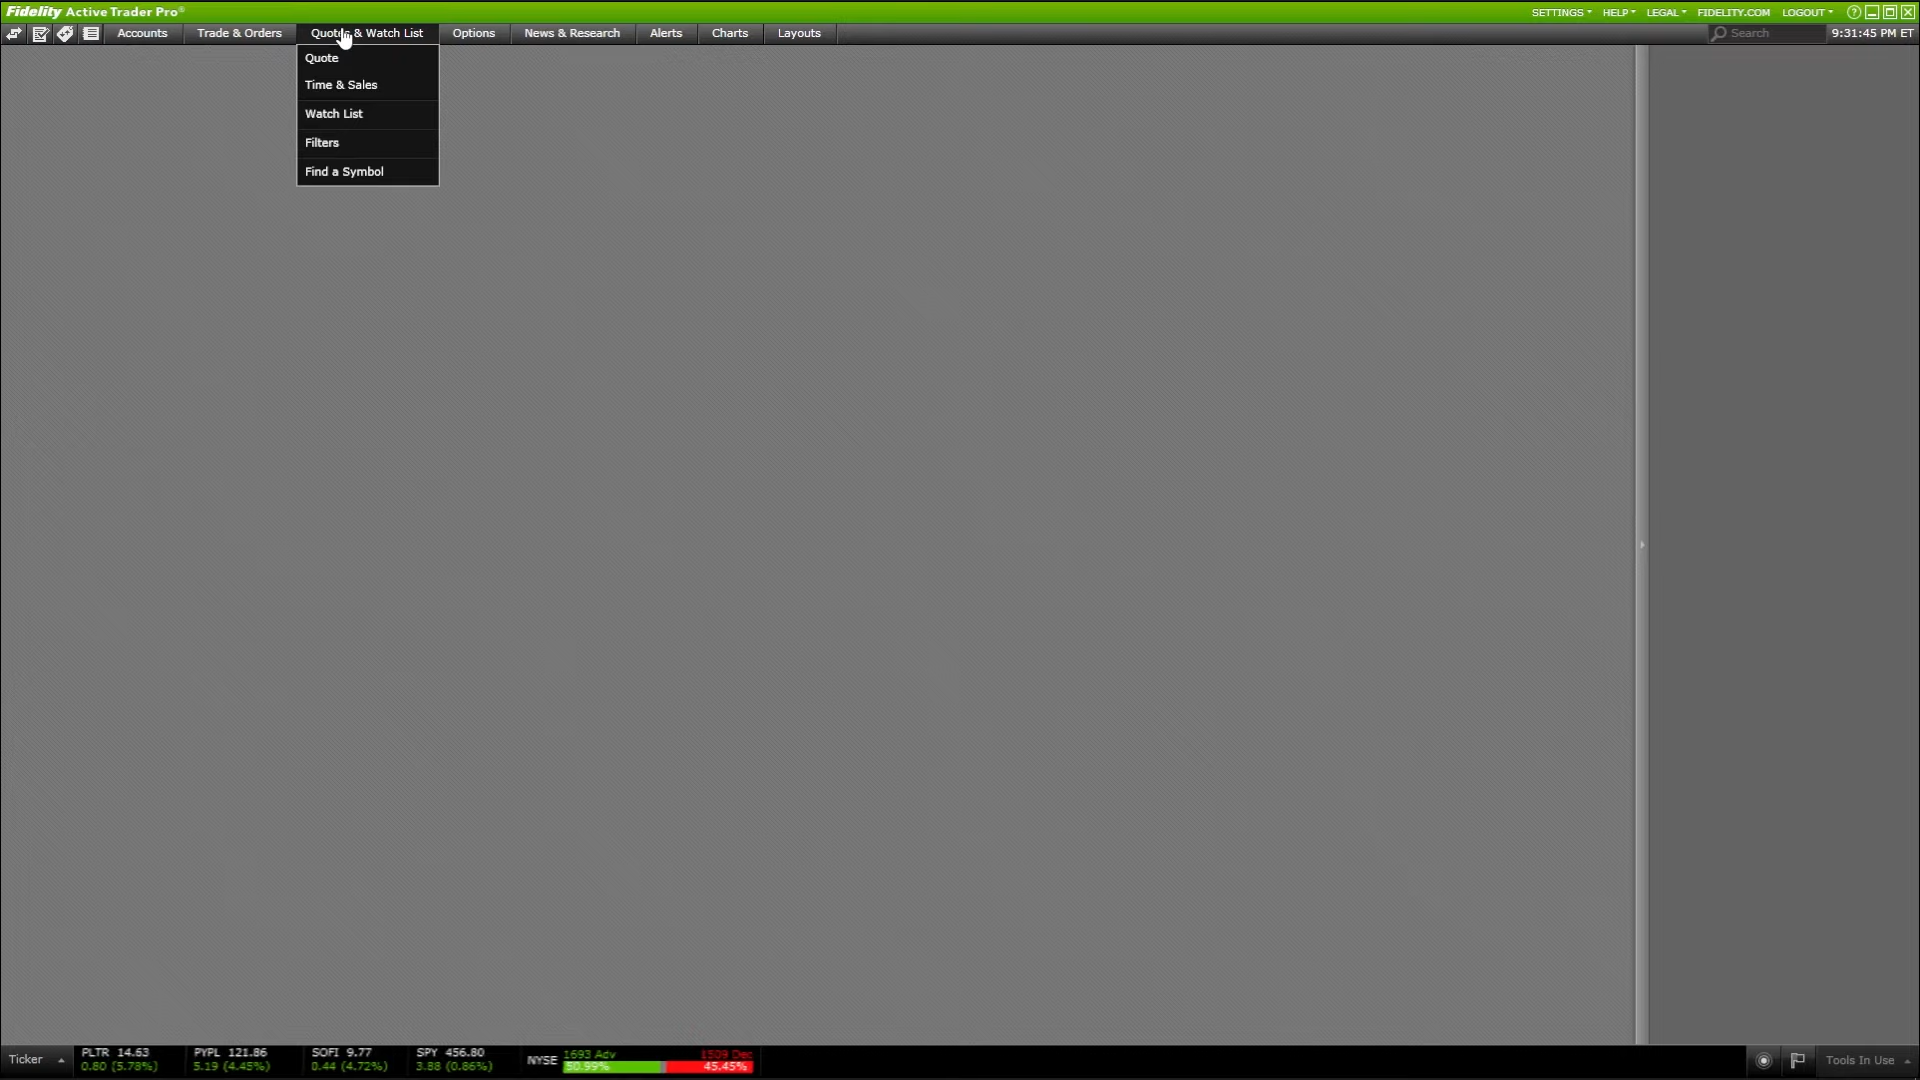 Fidelity Active Trader Pro®
SETTINGS HELP LEGAL FIDELITY.COM LOGOUT ?
Accounts Trade & Orders Quotes & Watch List Options News & Research Alerts Charts Layouts Search 9:31:45 PM ET
Quote
Time & Sales
Watch List
Filters
Find a Symbol
Ticker PLTR 14.63 PYPL 121.86 SOFI 9.77 SPY 456.80 NYSE 1693 Adv 1509 Dec Tools In Use
0.80 (5.78%) 5.19 (4.45%) 0.44 (4.72%) 3.88 (0.86%) 50.99% 45.45%